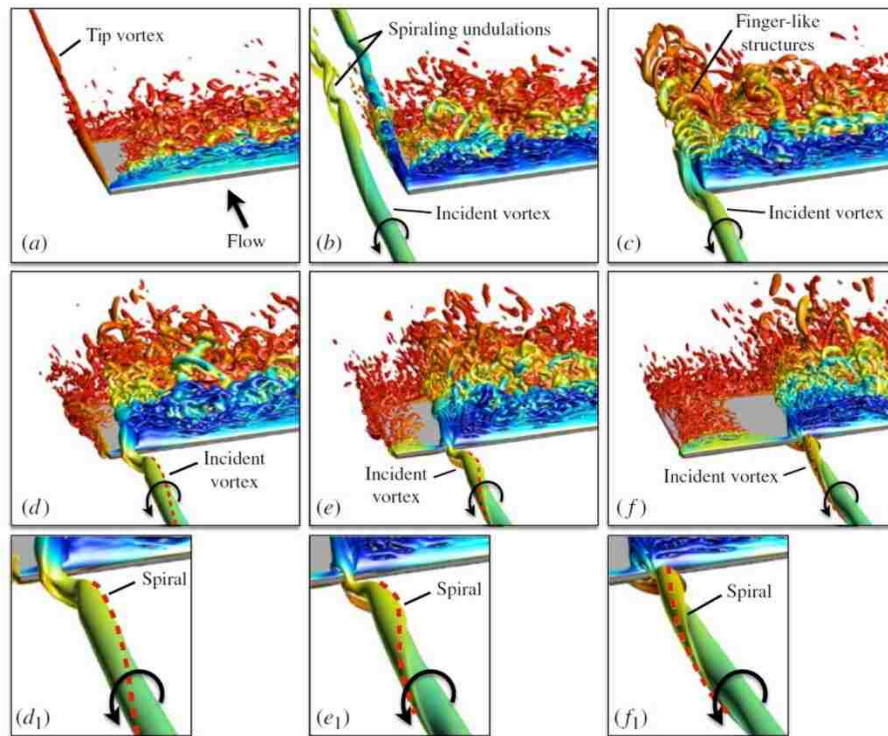 Tip vortex
Flow
(a)
Spiraling undulations
Incident vortex
(b)
Finger-like
structures
Incident vortex
(c)
Incident
vortex
(d)
Incident
vortex
(e)
Incident vortex
(f)
Spiral
(d1)
Spiral
(e1)
Spiral
(f1)